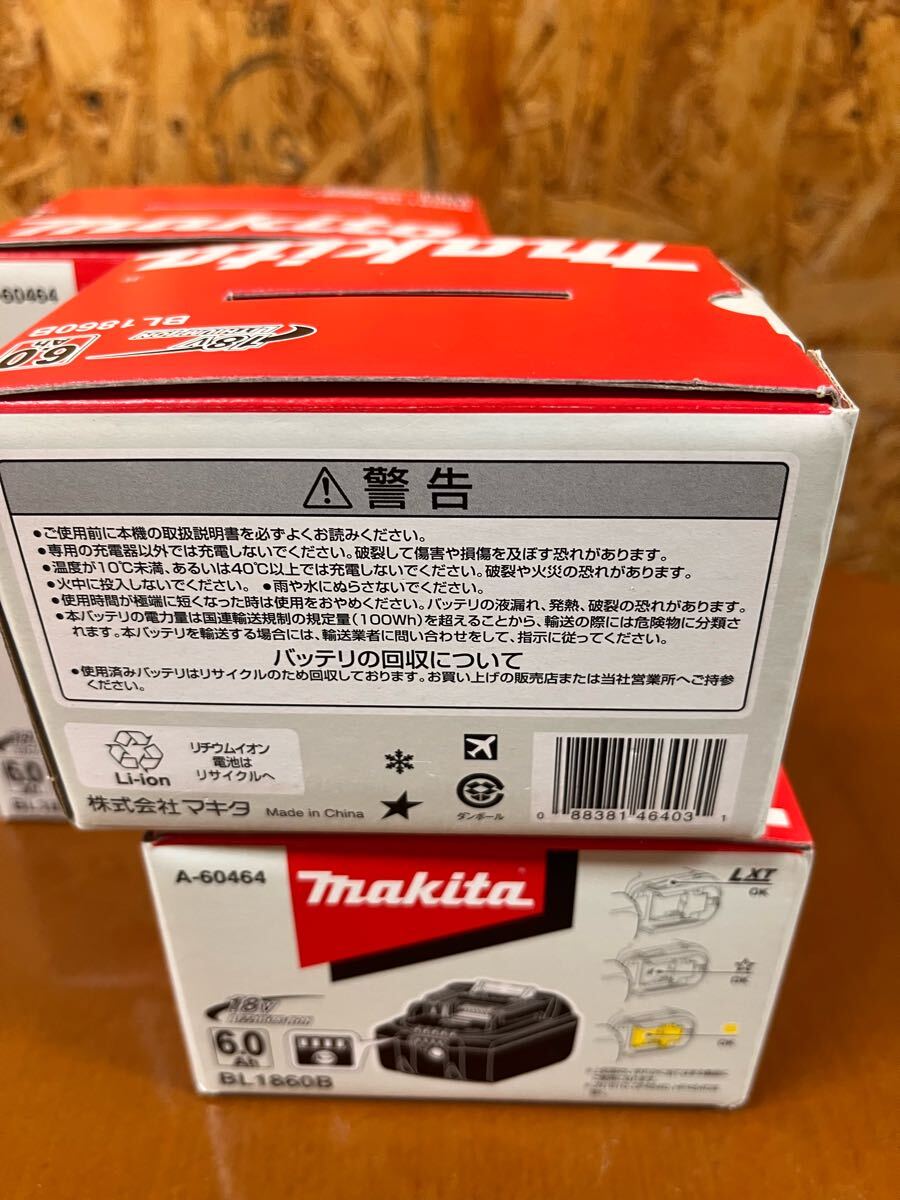 makita
makita
-60464
BL1860B
18V
6.0
Ah
警告
•ご使用前に本機の取扱説明書を必ずよくお読みください。
•専用の充電器以外では充電しないでください。破裂して傷害や損傷を及ぼす恐れがあります。
•温度が10℃未満、あるいは40℃以上では充電しないでください。破裂や火災の恐れがあります。
•火中に投入しないでください。 •雨や水にぬらさないでください。
•使用時間が極端に短くなった時は使用をおやめください。バッテリの液漏れ、発熱、破裂の恐れがあります。
•本バッテリの電力量は国連輸送規制の規定量(100Wh)を超えることから、輸送の際には危険物に分類さ
れます。本バッテリを輸送する場合には、輸送業者に問い合わせをして、指示に従ってください。
バッテリの回収について
•使用済みバッテリはリサイクルのため回収しております。お買い上げの販売店または当社営業所へご持参
ください。
Li-ion
リチウムイオン
電池は
リサイクルへ
株式会社マキタ Made in China
ダンボール
0 88381 46403 1
6.0
A-60464
makita
LXT
OK
OK
OK
18V
6.0
Ah
BL1860B